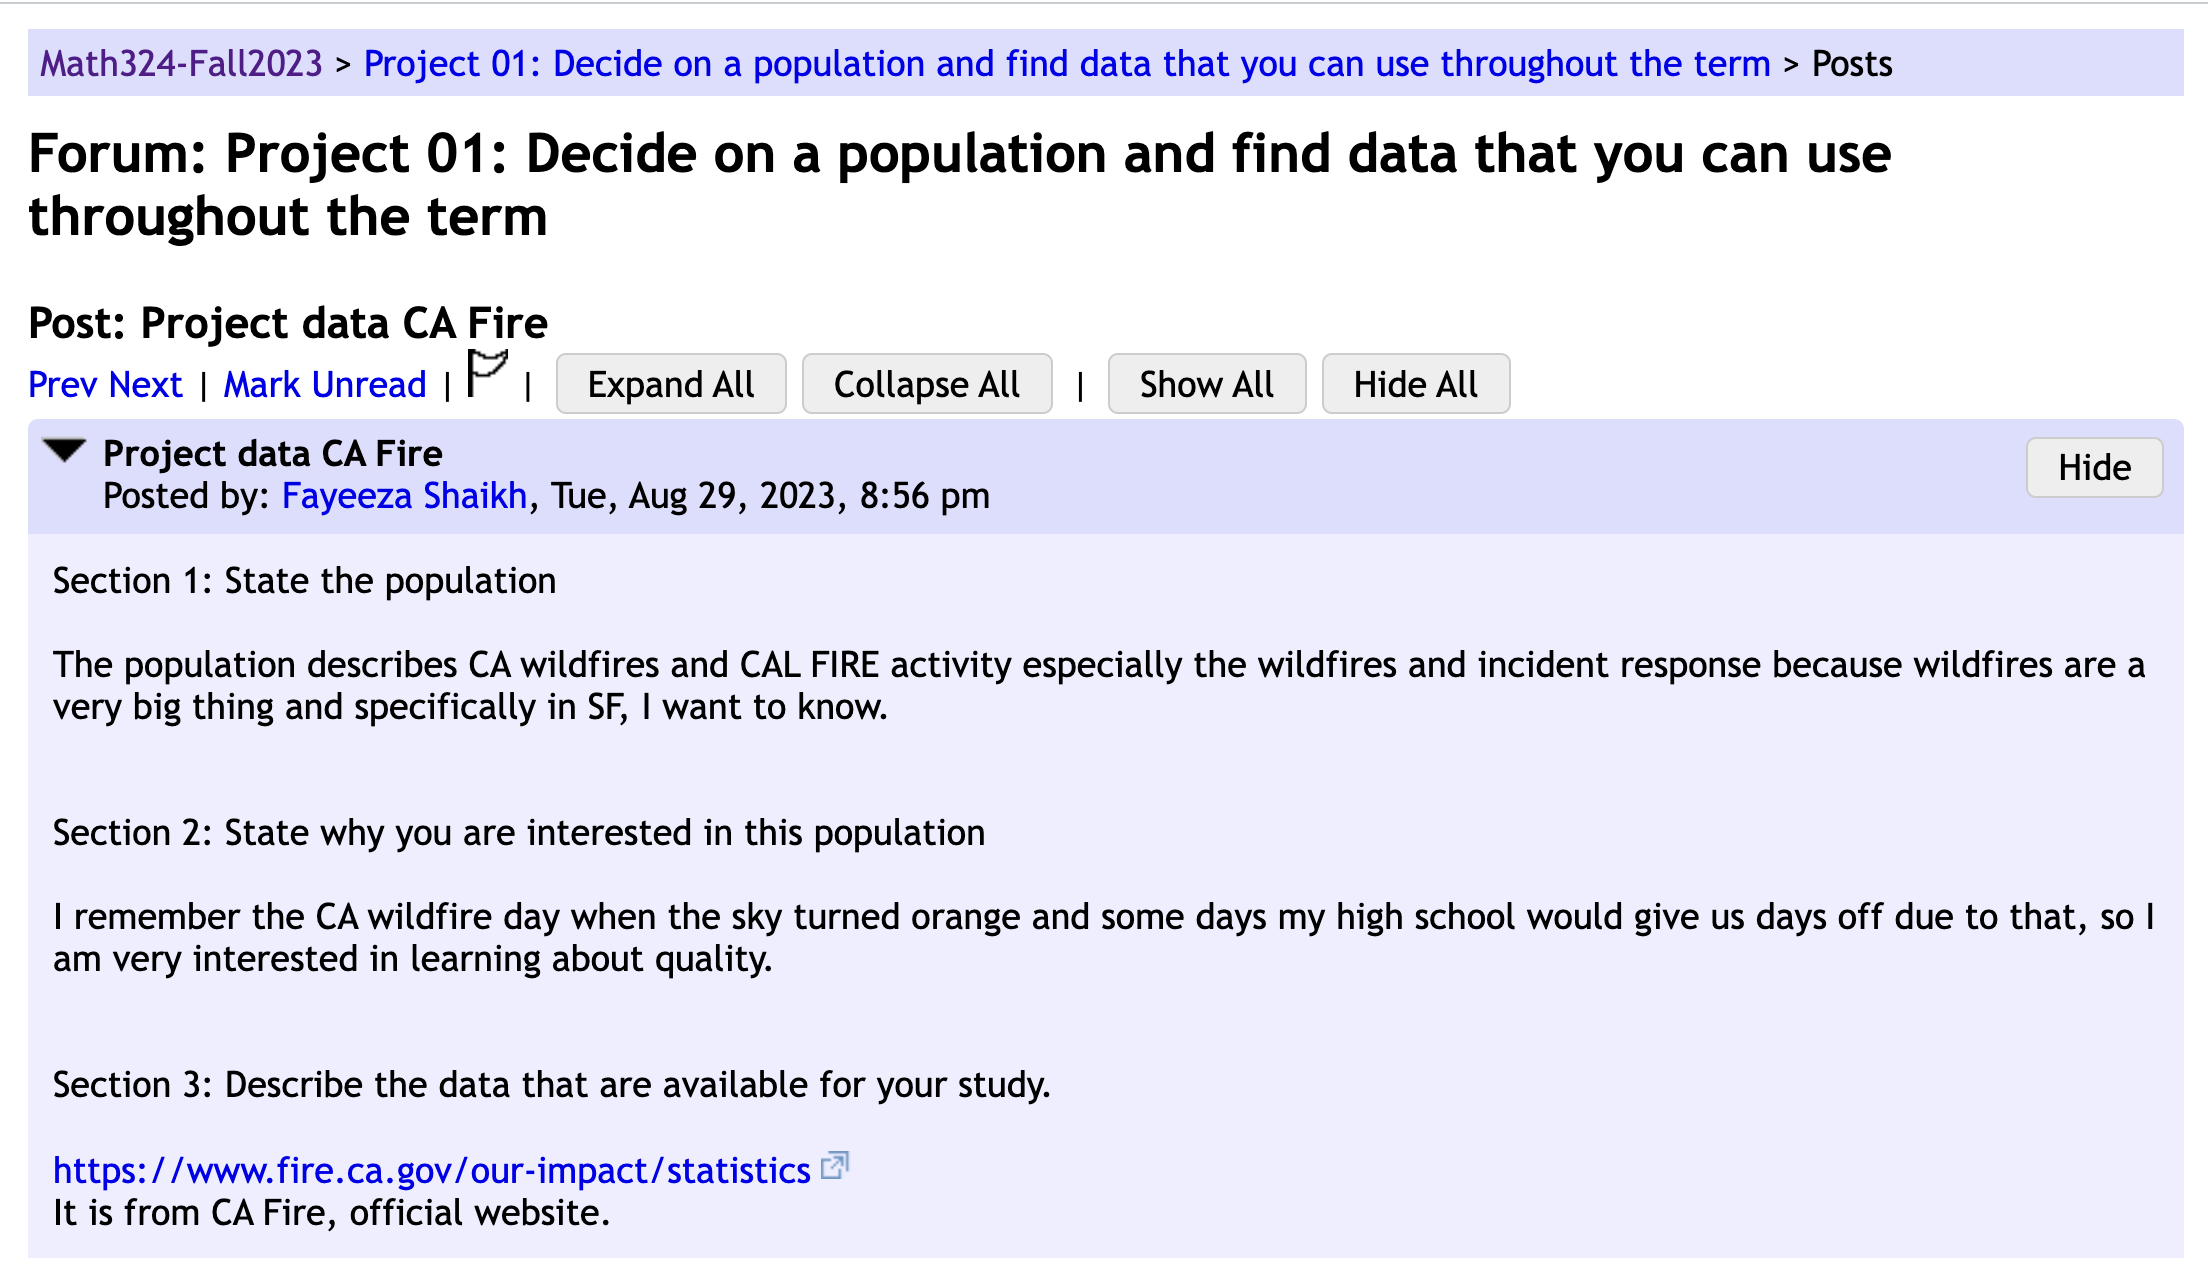 Math324-Fall2023 > Project 01: Decide on a population and find data that you can use throughout the term > Posts
Forum: Project 01: Decide on a population and find data that you can use
throughout the term
Post: Project data CA Fire
Prev Next | Mark Unread | | Expand All Collapse All | Show All Hide All
Project data CA Fire
Hide
Posted by: Fayeeza Shaikh, Tue, Aug 29, 2023, 8:56 pm
Section 1: State the population
The population describes CA wildfires and CAL FIRE activity especially the wildfires and incident response because wildfires are a
very big thing and specifically in SF, I want to know.
Section 2: State why you are interested in this population
I remember the CA wildfire day when the sky turned orange and some days my high school would give us days off due to that, so I
am very interested in learning about quality.
Section 3: Describe the data that are available for your study.
https://www.fire.ca.gov/our-impact/statistics
It is from CA Fire, official website.